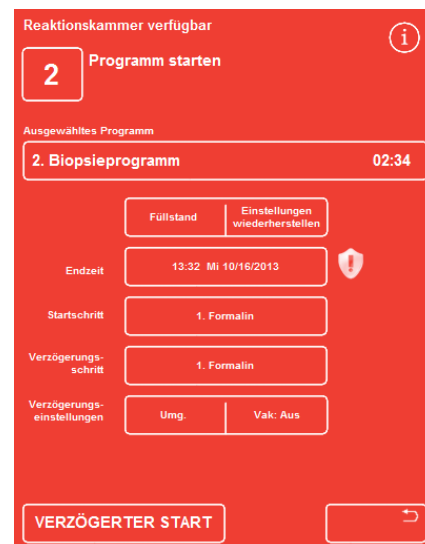 Reaktionskammer verfügbar
i
2
Programm starten
Ausgewähltes Programm
2. Biopsieprogramm 02:34
Füllstand
Einstellungen
wiederherstellen
Endzeit
13:32 Mi 10/16/2013
!
Startschritt
1. Formalin
Verzögerungs-
schritt
1. Formalin
Verzögerungs-
einstellungen
Umg.
Vak: Aus
VERZÖGERTER START